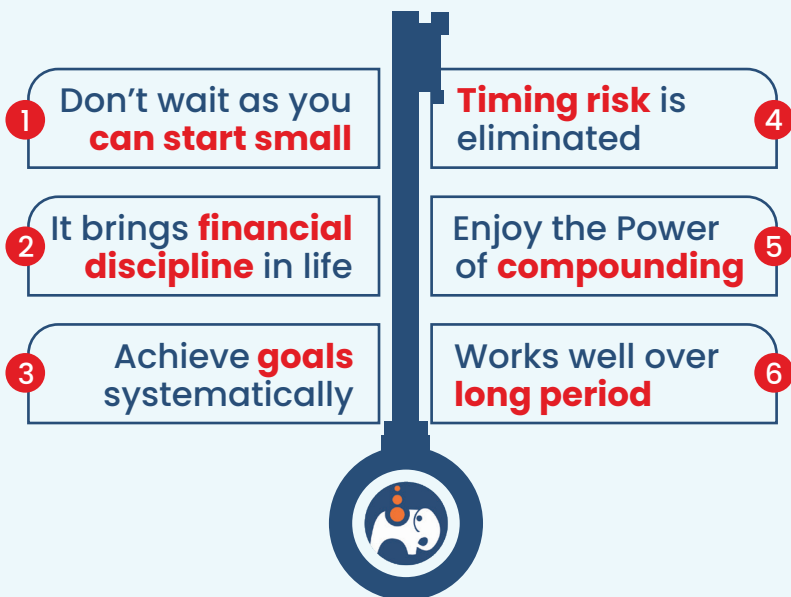 1
Don’t wait as you
can start small
2
It brings financial
discipline in life
3
Achieve goals
systematically
4
Timing risk is
eliminated
5
Enjoy the Power
of compounding
6
Works well over
long period